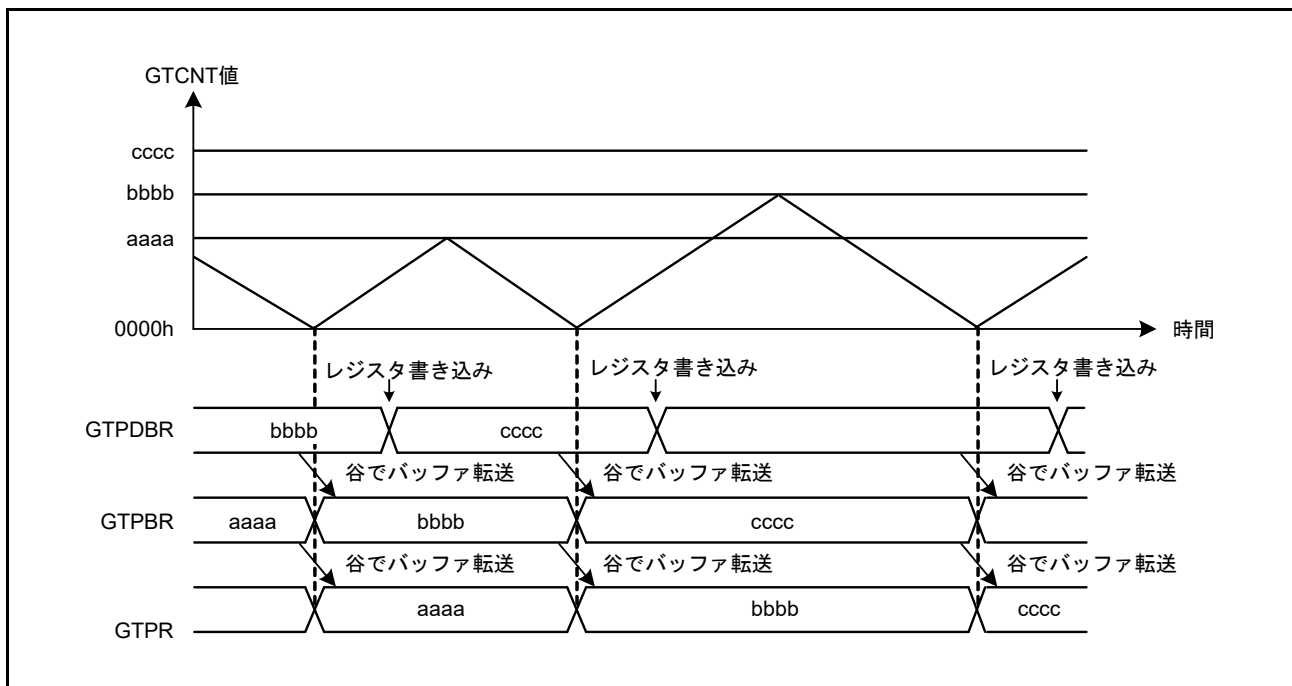 GTCNT値
cccc
bbbb
aaaa
0000h
時間
レジスタ書き込み レジスタ書き込み レジスタ書き込み
GTPDBR bbbb cccc
谷でバッファ転送 谷でバッファ転送 谷でバッファ転送
GTPBR aaaa bbbb cccc
谷でバッファ転送 谷でバッファ転送 谷でバッファ転送
GTPR aaaa bbbb cccc